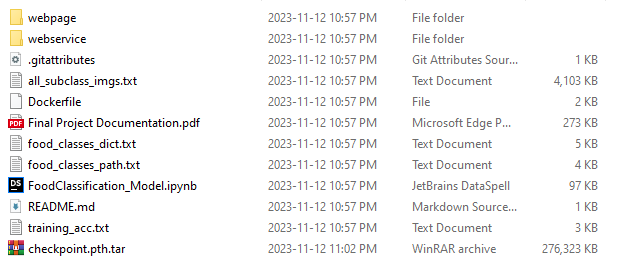 webpage 2023-11-12 10:57 PM File folder
webservice 2023-11-12 10:57 PM File folder
.gitattributes 2023-11-12 10:57 PM Git Attributes Sour... 1 KB
all_subclass_imgs.txt 2023-11-12 10:57 PM Text Document 4,103 KB
Dockerfile 2023-11-12 10:57 PM File 2 KB
PDF Final Project Documentation.pdf 2023-11-12 10:57 PM Microsoft Edge P... 273 KB
food_classes_dict.txt 2023-11-12 10:57 PM Text Document 5 KB
food_classes_path.txt 2023-11-12 10:57 PM Text Document 4 KB
DS FoodClassification_Model.ipynb 2023-11-12 10:57 PM JetBrains DataSpell 97 KB
README.md 2023-11-12 10:57 PM Markdown Source... 1 KB
training_acc.txt 2023-11-12 10:57 PM Text Document 3 KB
checkpoint.pth.tar 2023-11-12 11:02 PM WinRAR archive 276,323 KB